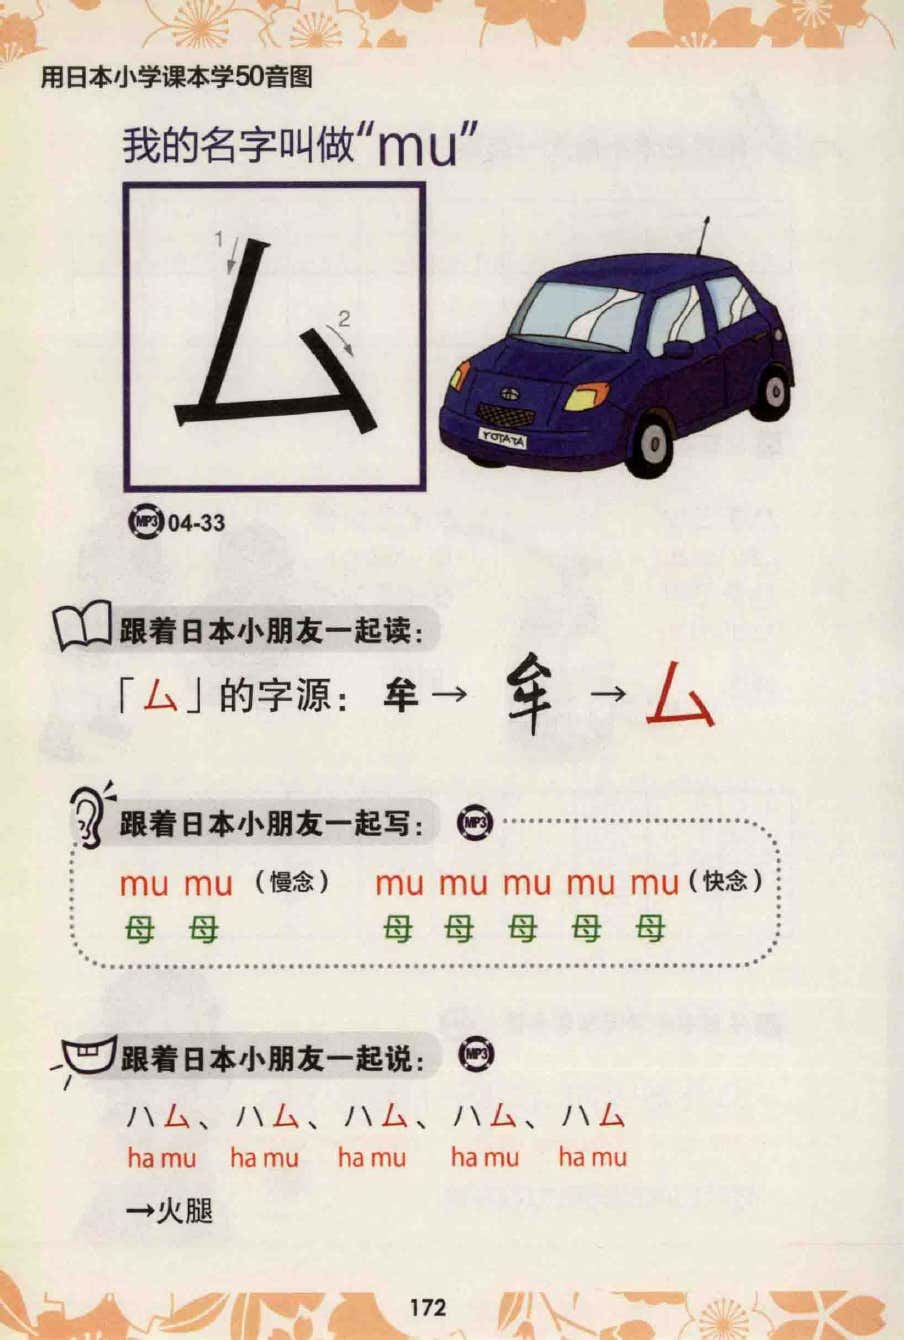 用日本小学课本学50音图
我的名字叫做“mu”
1
2
ム
YOTATA
MP3 04-33
跟着日本小朋友一起读：
「ム」的字源：牟→牟→ム
跟着日本小朋友一起写：MP3
mu mu（慢念） mu mu mu mu mu（快念）
母 母 母 母 母 母 母
跟着日本小朋友一起说：MP3
ハム、ハム、ハム、ハム、ハム
ha mu ha mu ha mu ha mu ha mu
→火腿
172